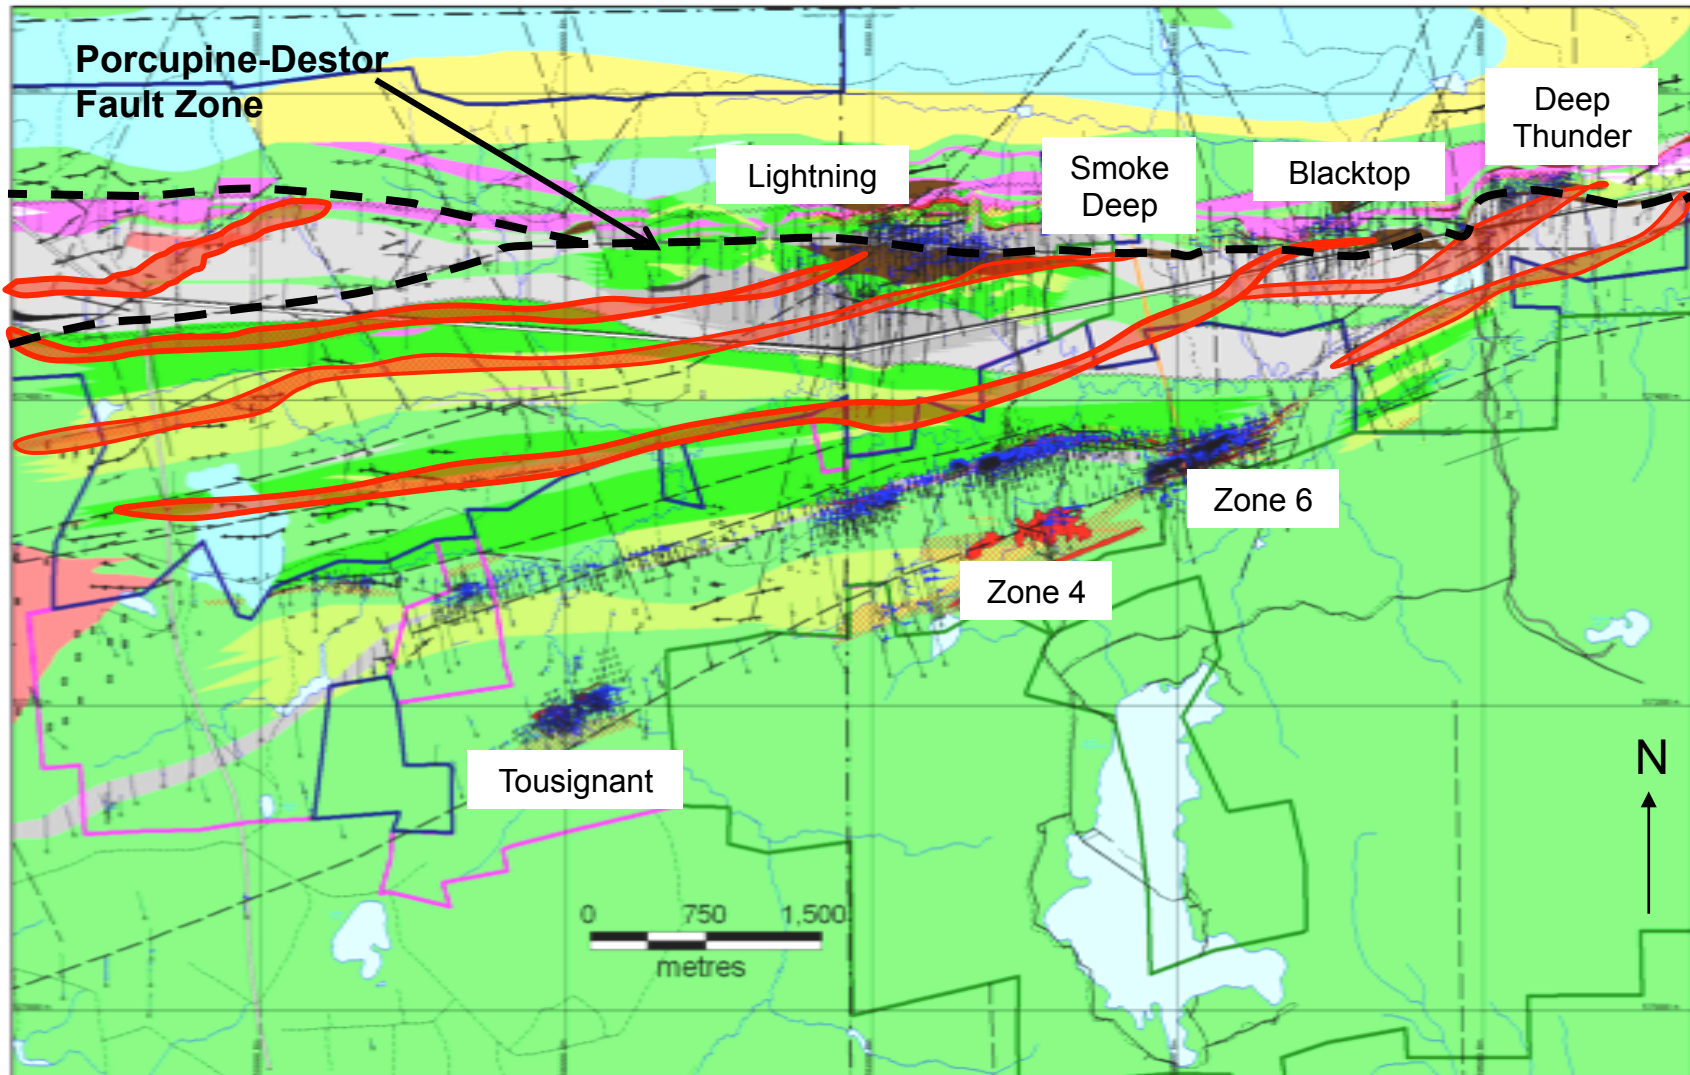 Porcupine-Destor
Fault Zone
Deep
Thunder
Lightning
Smoke
Deep
Blacktop
Zone 6
Zone 4
Tousignant
N
0 750 1,500
metres